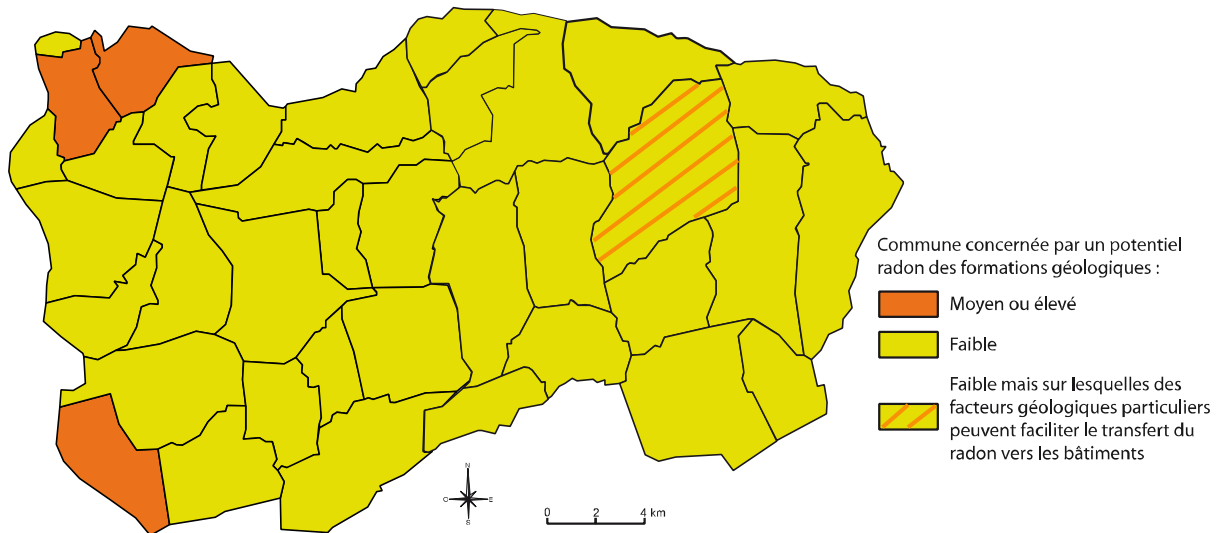 Commune concernée par un potentiel
radon des formations géologiques :
Moyen ou élevé
Faible
Faible mais sur lesquelles des
facteurs géologiques particuliers
peuvent faciliter le transfert du
radon vers les bâtiments
N
O E
S
0 2 4 km